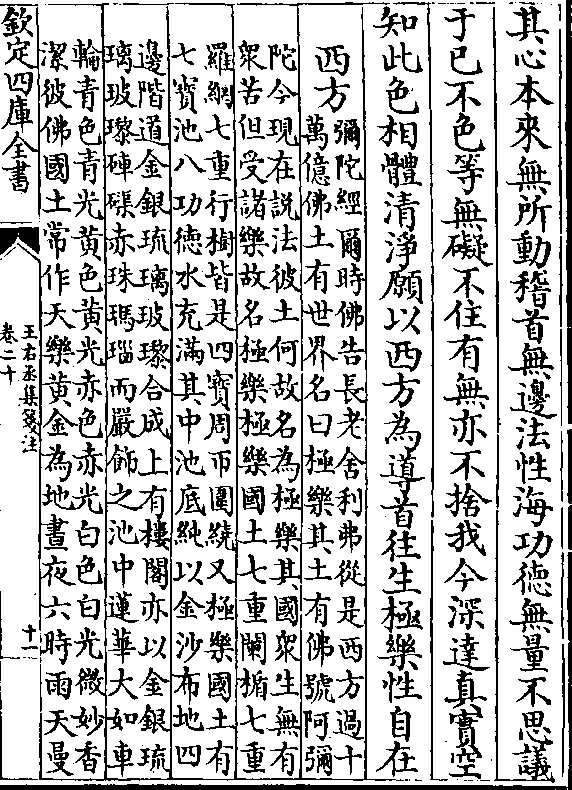 其心本來無所動稽首無邊法性海功德無量不思議
于已不色等無礙不住有無亦不捨我今深達真實空
知此色相體清淨願以西方為導首往生極樂性自在
西方
彌陀經爾時佛告長老舍利弗從是西方過十
萬億佛土有世界名曰極樂其土有佛號阿彌
陀今現在説法彼土何故名為極樂其國衆生無有
衆苦但受諸樂故名極樂極樂國土七重闌楯七重
羅網七重行樹皆是四寶周帀圍繞又極樂國土有
七寶池八功德水充滿其中池底純以金沙布地四
邊階道金銀琉璃玻瓈合成上有樓閣亦以金銀琉
璃玻瓈硨磲赤珠瑪瑙而嚴飾之池中蓮華大如車
輪青色青光黄色黄光赤色赤光白色白光微妙香
潔彼佛國土常作天樂黄金為地晝夜六時雨天曼
欽定四庫全書
王右丞集箋注
卷二十
十一